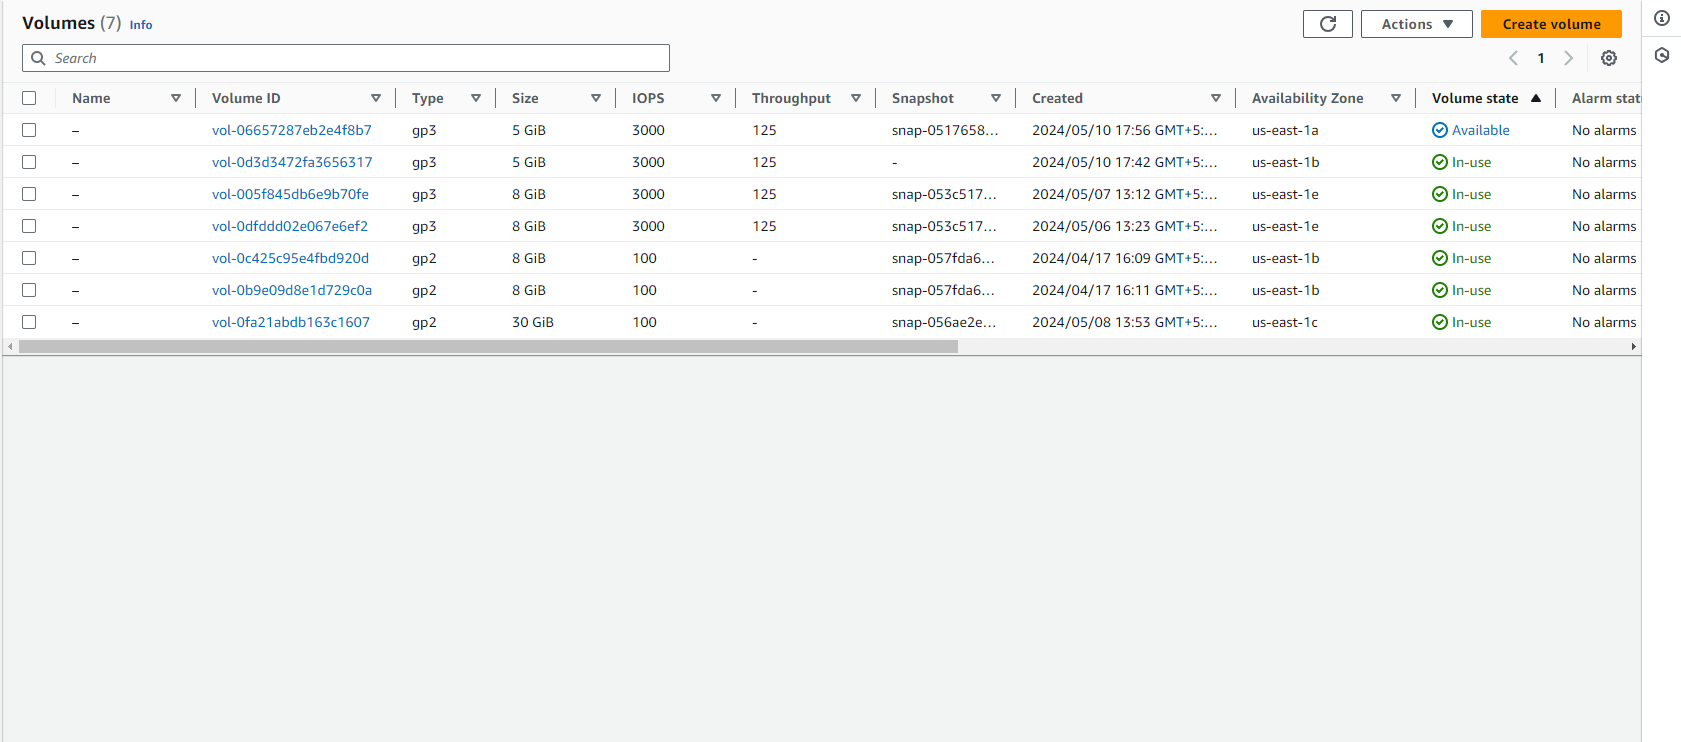 Volumes (7) Info
Actions
Create volume
Search
1
Name Volume ID Type Size IOPS Throughput Snapshot Created Availability Zone Volume state Alarm stat
– vol-06657287eb2e4f8b7 gp3 5 GiB 3000 125 snap-0517658... 2024/05/10 17:56 GMT+5:... us-east-1a Available No alarms
– vol-0d3d3472fa3656317 gp3 5 GiB 3000 125 - 2024/05/10 17:42 GMT+5:... us-east-1b In-use No alarms
– vol-005f845db6e9b70fe gp3 8 GiB 3000 125 snap-053c517... 2024/05/07 13:12 GMT+5:... us-east-1e In-use No alarms
– vol-0dfddd02e067e6ef2 gp3 8 GiB 3000 125 snap-053c517... 2024/05/06 13:23 GMT+5:... us-east-1e In-use No alarms
– vol-0c425c95e4fbd920d gp2 8 GiB 100 - snap-057fda6... 2024/04/17 16:09 GMT+5:... us-east-1b In-use No alarms
– vol-0b9e09d8e1d729c0a gp2 8 GiB 100 - snap-057fda6... 2024/04/17 16:11 GMT+5:... us-east-1b In-use No alarms
– vol-0fa21abdb163c1607 gp2 30 GiB 100 - snap-056ae2e... 2024/05/08 13:53 GMT+5:... us-east-1c In-use No alarms